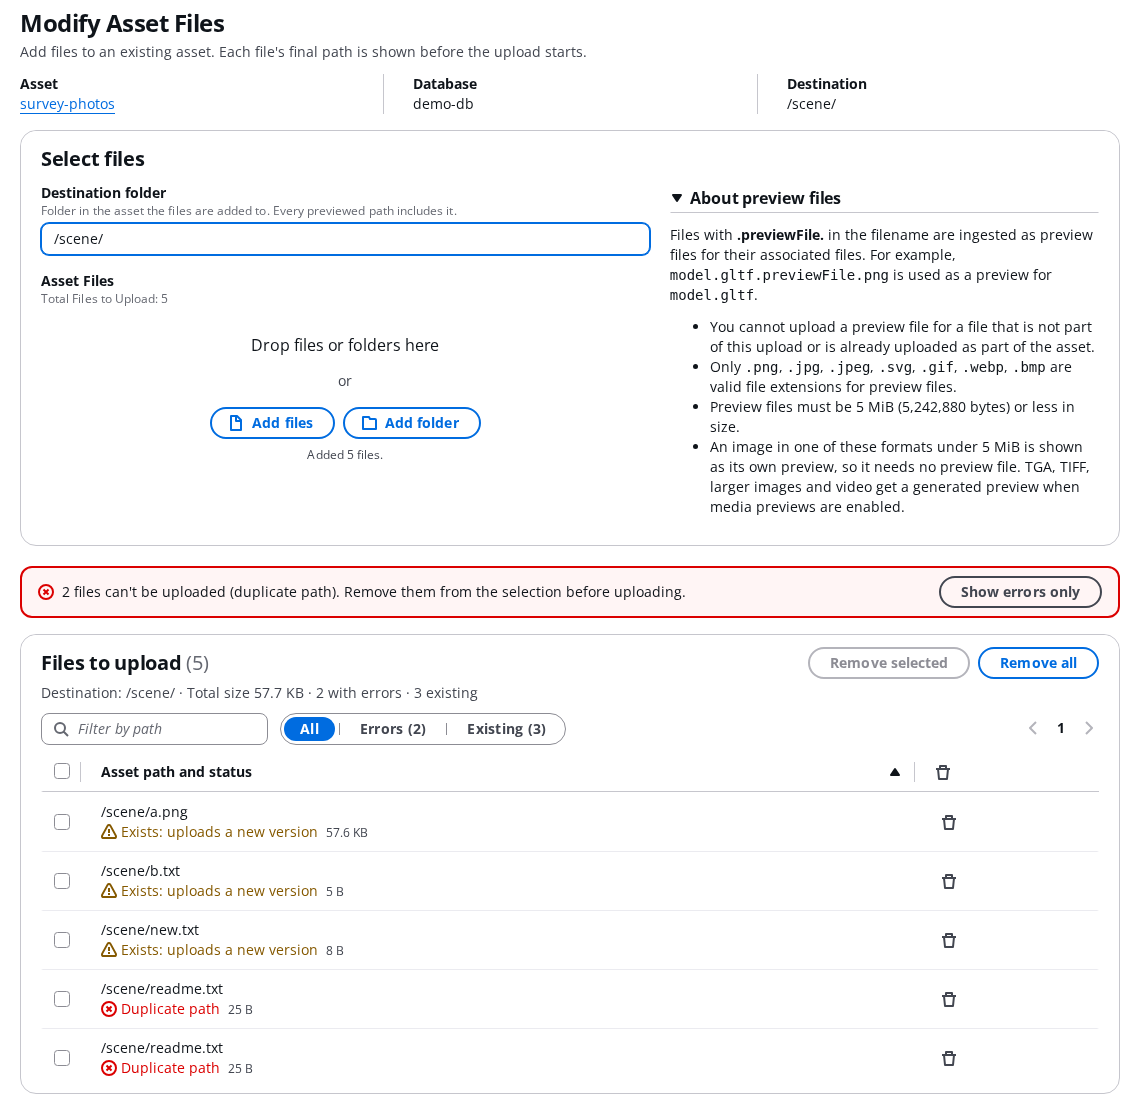 Modify Asset Files
Add files to an existing asset. Each file's final path is shown before the upload starts.
Asset
survey-photos
Database
demo-db
Destination
/scene/
Select files
Destination folder
Folder in the asset the files are added to. Every previewed path includes it.
/scene/
Asset Files
Total Files to Upload: 5
Drop files or folders here
or
Add files
Add folder
Added 5 files.
About preview files
Files with .previewFile. in the filename are ingested as preview
files for their associated files. For example,
model.gltf.previewFile.png is used as a preview for
model.gltf.
• You cannot upload a preview file for a file that is not part
of this upload or is already uploaded as part of the asset.
• Only .png, .jpg, .jpeg, .svg, .gif, .webp, .bmp are
valid file extensions for preview files.
• Preview files must be 5 MiB (5,242,880 bytes) or less in
size.
• An image in one of these formats under 5 MiB is shown
as its own preview, so it needs no preview file. TGA, TIFF,
larger images and video get a generated preview when
media previews are enabled.
2 files can't be uploaded (duplicate path). Remove them from the selection before uploading.
Show errors only
Files to upload (5)
Remove selected
Remove all
Destination: /scene/ · Total size 57.7 KB · 2 with errors · 3 existing
Filter by path
All
Errors (2)
Existing (3)
1
Asset path and status
/scene/a.png
Exists: uploads a new version 57.6 KB
/scene/b.txt
Exists: uploads a new version 5 B
/scene/new.txt
Exists: uploads a new version 8 B
/scene/readme.txt
Duplicate path 25 B
/scene/readme.txt
Duplicate path 25 B